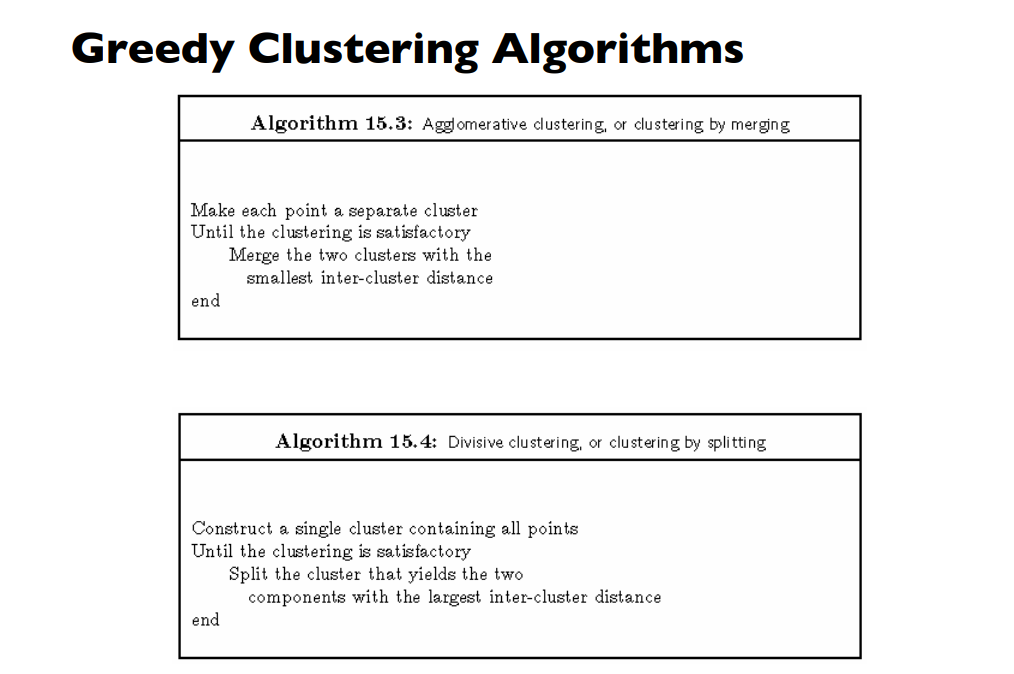 Greedy Clustering Algorithms
Algorithm 15.3: Agglomerative clustering, or clustering by merging
Make each point a separate cluster
Until the clustering is satisfactory
Merge the two clusters with the
smallest inter-cluster distance
end
Algorithm 15.4: Divisive clustering, or clustering by splitting
Construct a single cluster containing all points
Until the clustering is satisfactory
Split the cluster that yields the two
components with the largest inter-cluster distance
end